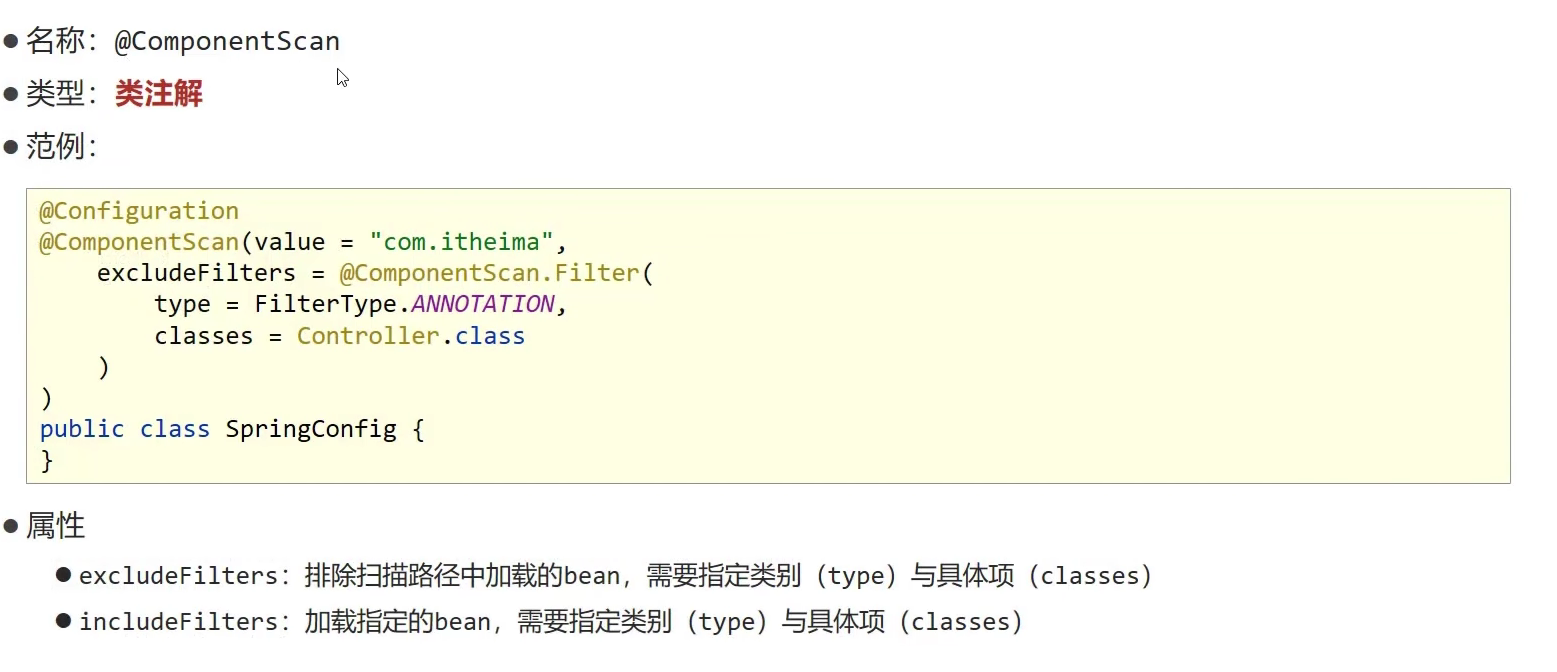 ● 名称：@ComponentScan
● 类型：类注解
● 范例：
@Configuration
@ComponentScan(value = "com.itheima",
    excludeFilters = @ComponentScan.Filter(
        type = FilterType.ANNOTATION,
        classes = Controller.class
    )
)
public class SpringConfig {
}
● 属性
● excludeFilters：排除扫描路径中加载的bean，需要指定类别（type）与具体项（classes）
● includeFilters：加载指定的bean，需要指定类别（type）与具体项（classes）